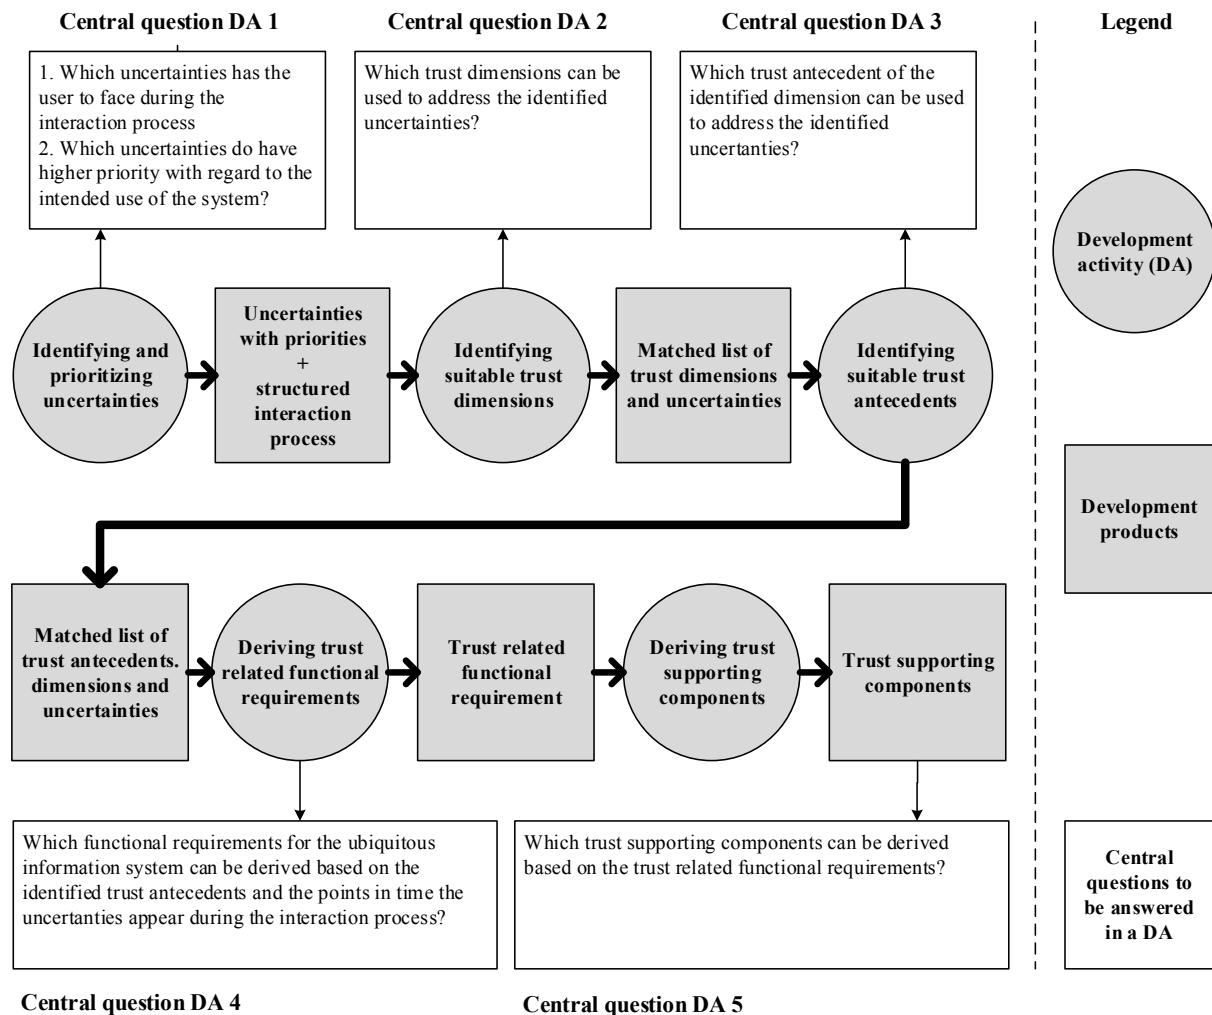 Central question DA 1
Central question DA 2
Central question DA 3
Legend
1. Which uncertainties has the
user to face during the
interaction process
2. Which uncertainties do have
higher priority with regard to the
intended use of the system?
Which trust dimensions can be
used to address the identified
uncertainties?
Which trust antecedent of the
identified dimension can be used
to address the identified
uncertanties?
Development
activity (DA)
Identifying and
prioritizing
uncertainties
Uncertainties
with priorities
+
structured
interaction
process
Identifying
suitable trust
dimensions
Matched list of
trust dimensions
and uncertainties
Identifying
suitable trust
antecedents
Development
products
Matched list of
trust antecedents.
dimensions and
uncertainties
Deriving trust
related functional
requirements
Trust related
functional
requirement
Deriving trust
supporting
components
Trust supporting
components
Which functional requirements for the ubiquitous
information system can be derived based on the
identified trust antecedents and the points in time the
uncertanties appear during the interaction process?
Which trust supporting components can be derived
based on the trust related functional requirements?
Central
questions to
be answered
in a DA
Central question DA 4
Central question DA 5